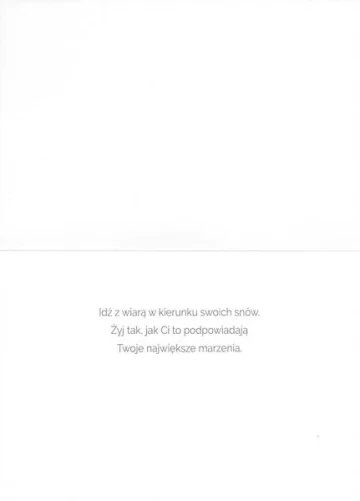 Idź z wiarą w kierunku swoich snów.
Żyj tak, jak Ci to podpowiadają
Twoje największe marzenia.